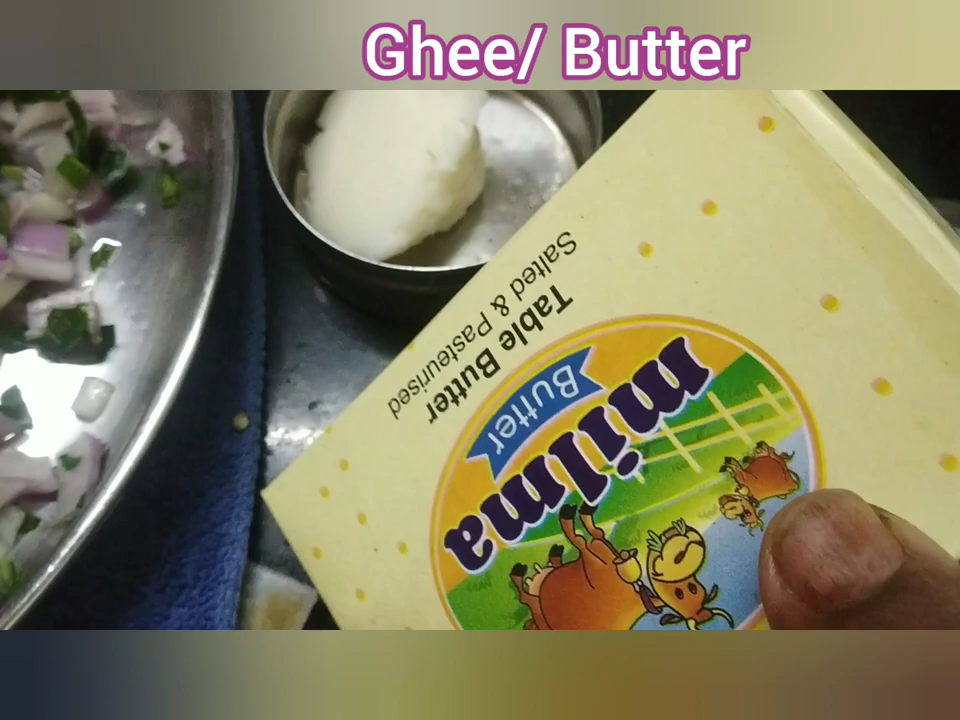 Ghee/ Butter
milma
Butter
Table Butter
Salted & Pasteurised